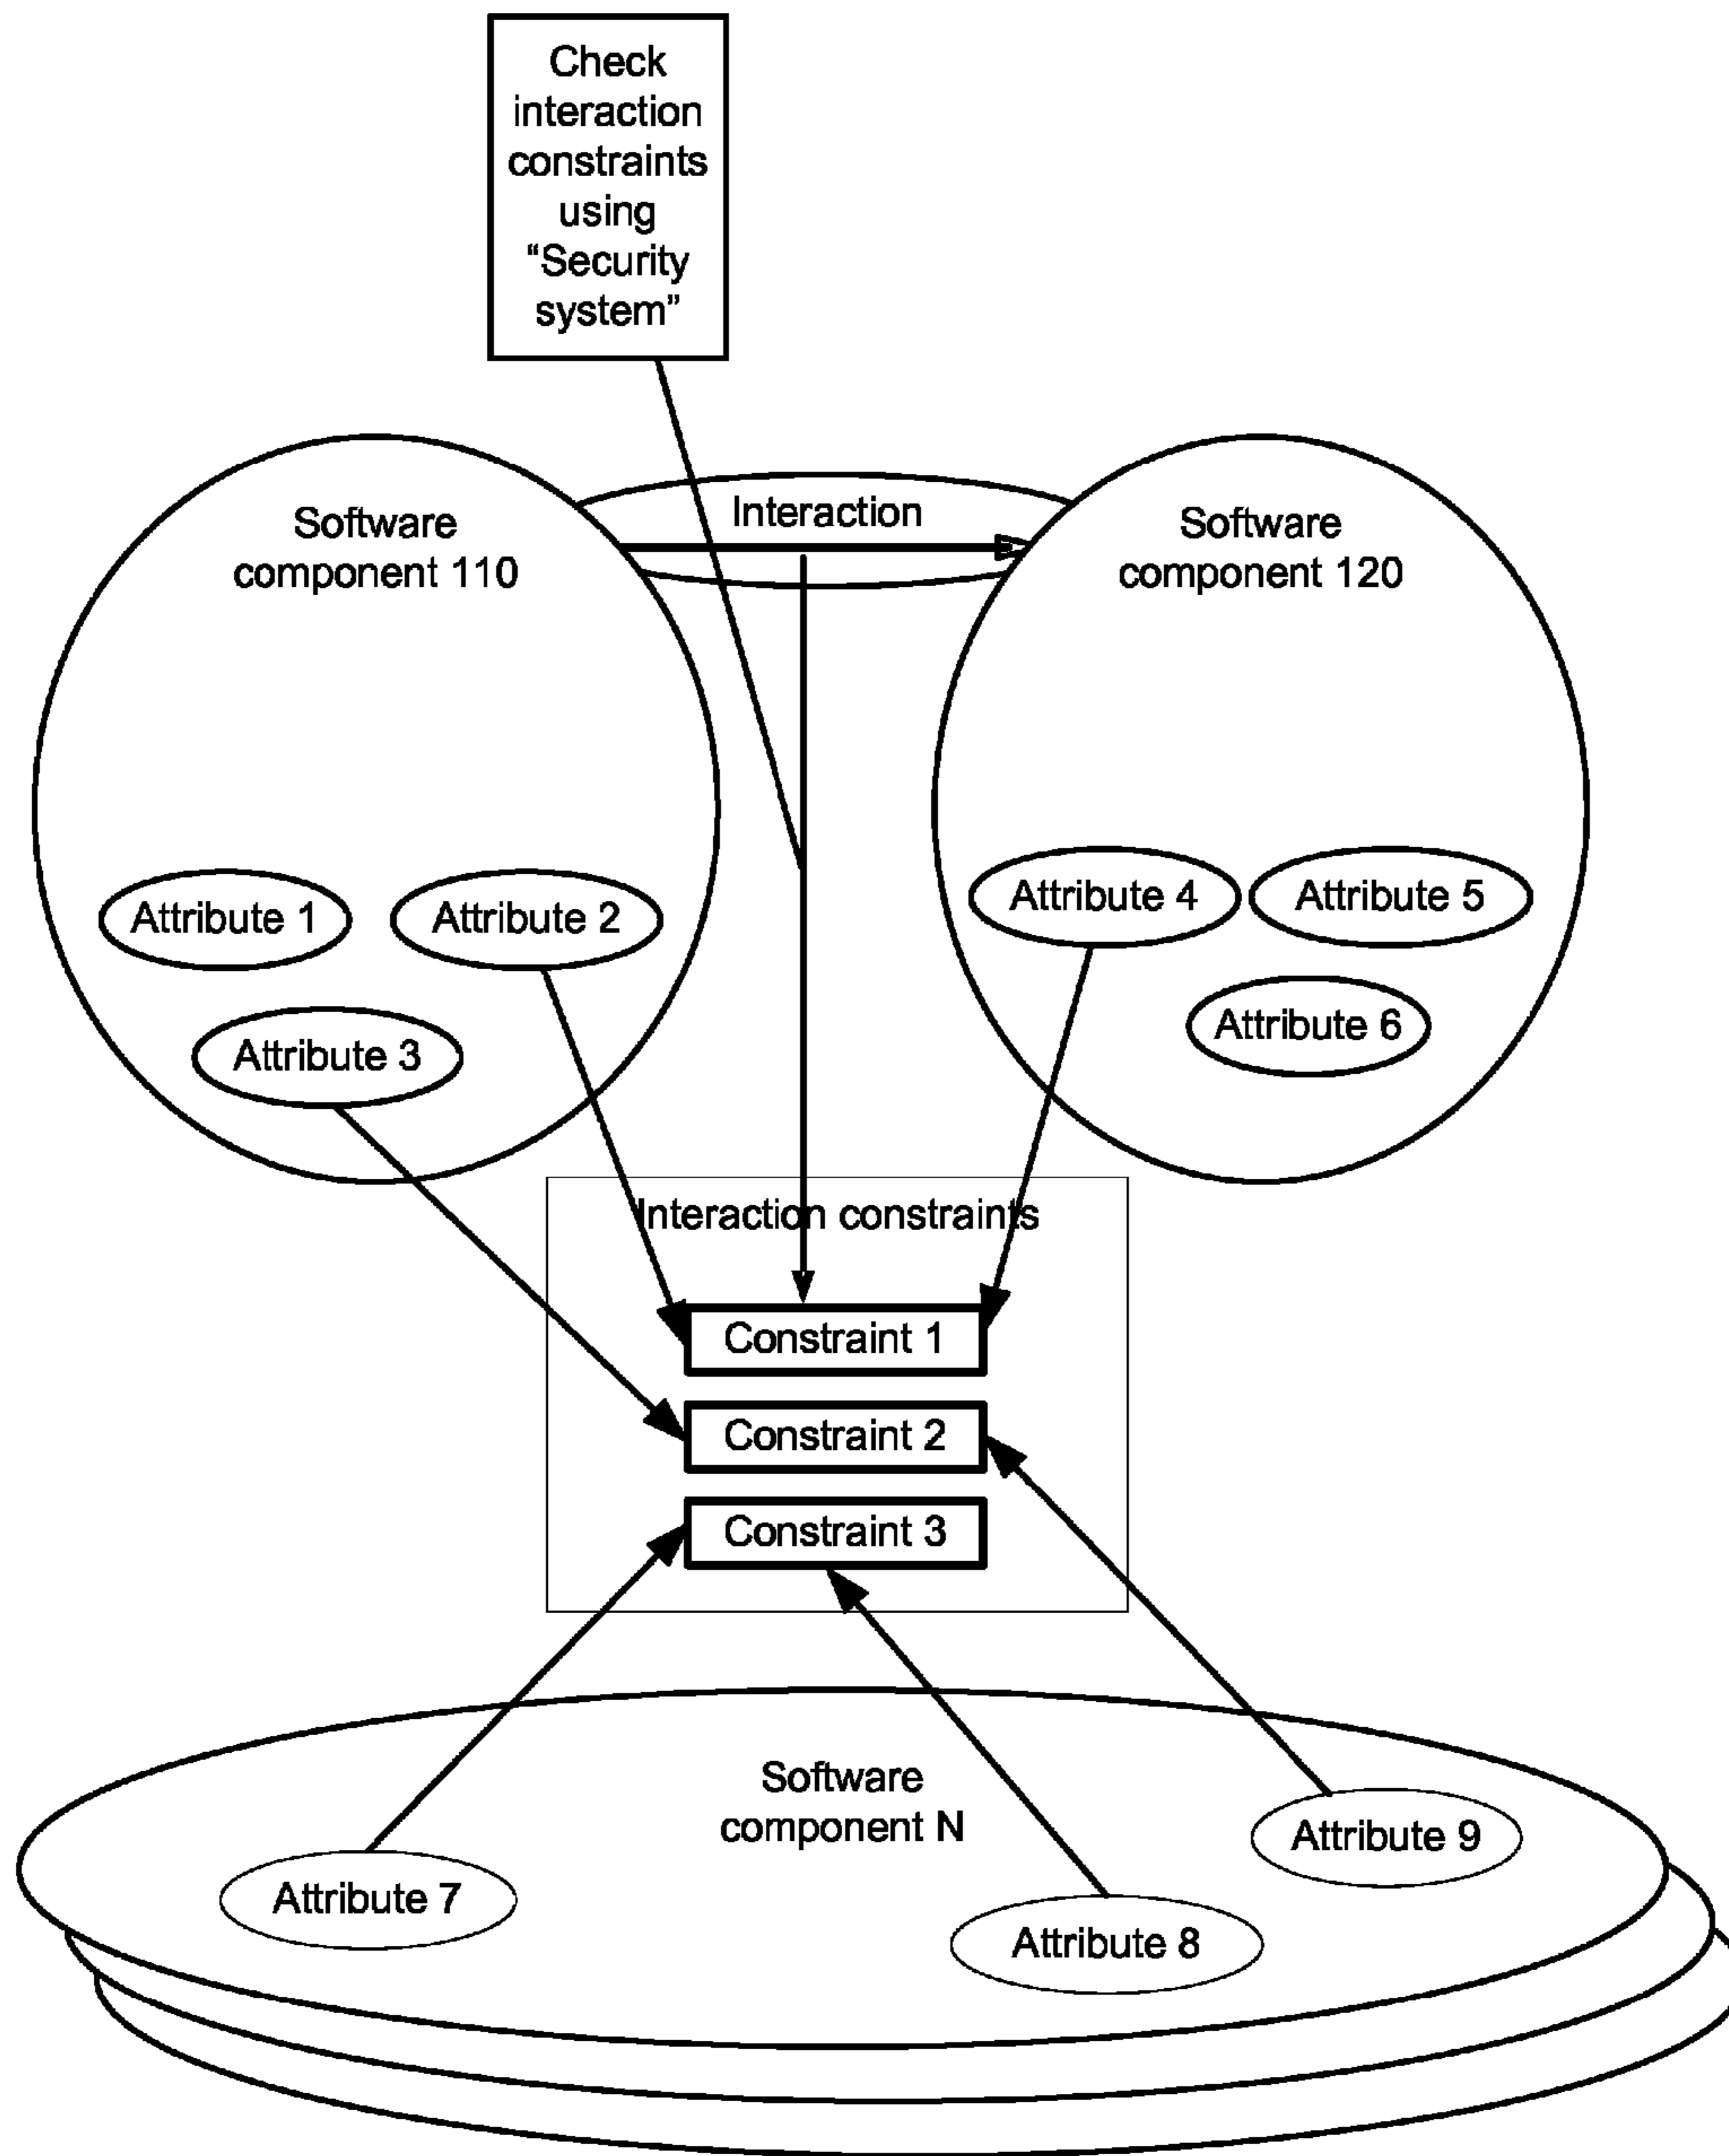 Check
interaction
constraints
using
“Security
system”
Interaction
Software
component 110
Software
component 120
Attribute 1
Attribute 2
Attribute 3
Attribute 4
Attribute 5
Attribute 6
Interaction constraints
Constraint 1
Constraint 2
Constraint 3
Software
component N
Attribute 7
Attribute 8
Attribute 9